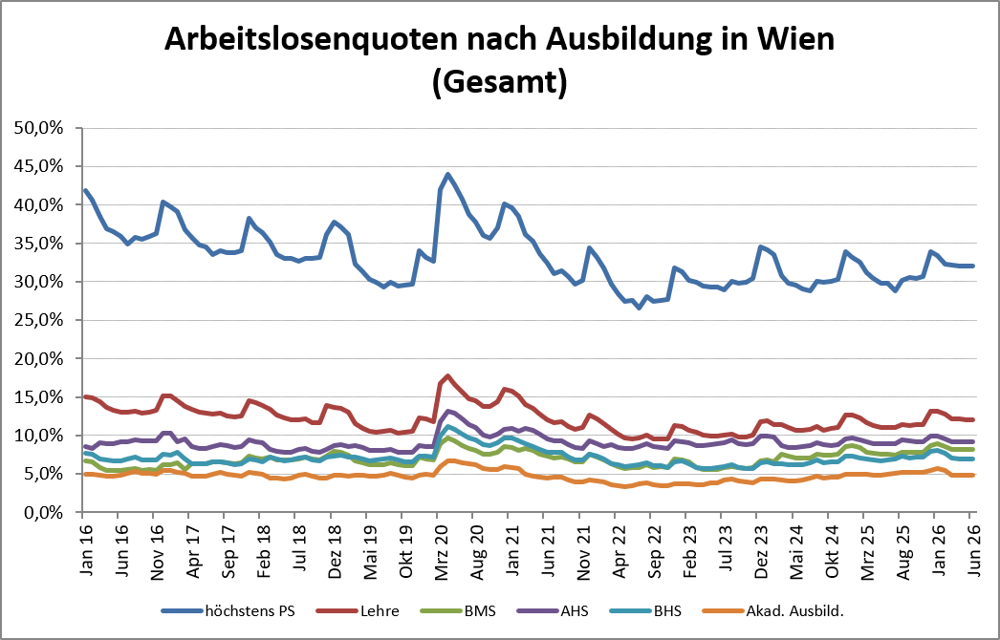 Arbeitslosenquoten nach Ausbildung in Wien
(Gesamt)
50,0%
45,0%
40,0%
35,0%
30,0%
25,0%
20,0%
15,0%
10,0%
5,0%
0,0%
Jan 16
Jun 16
Nov 16
Apr 17
Sep 17
Feb 18
Jul 18
Dez 18
Mai 19
Okt 19
Mrz 20
Aug 20
Jan 21
Jun 21
Nov 21
Apr 22
Sep 22
Feb 23
Jul 23
Dez 23
Mai 24
Okt 24
Mrz 25
Aug 25
Jan 26
Jun 26
höchstens PS
Lehre
BMS
AHS
BHS
Akad. Ausbild.